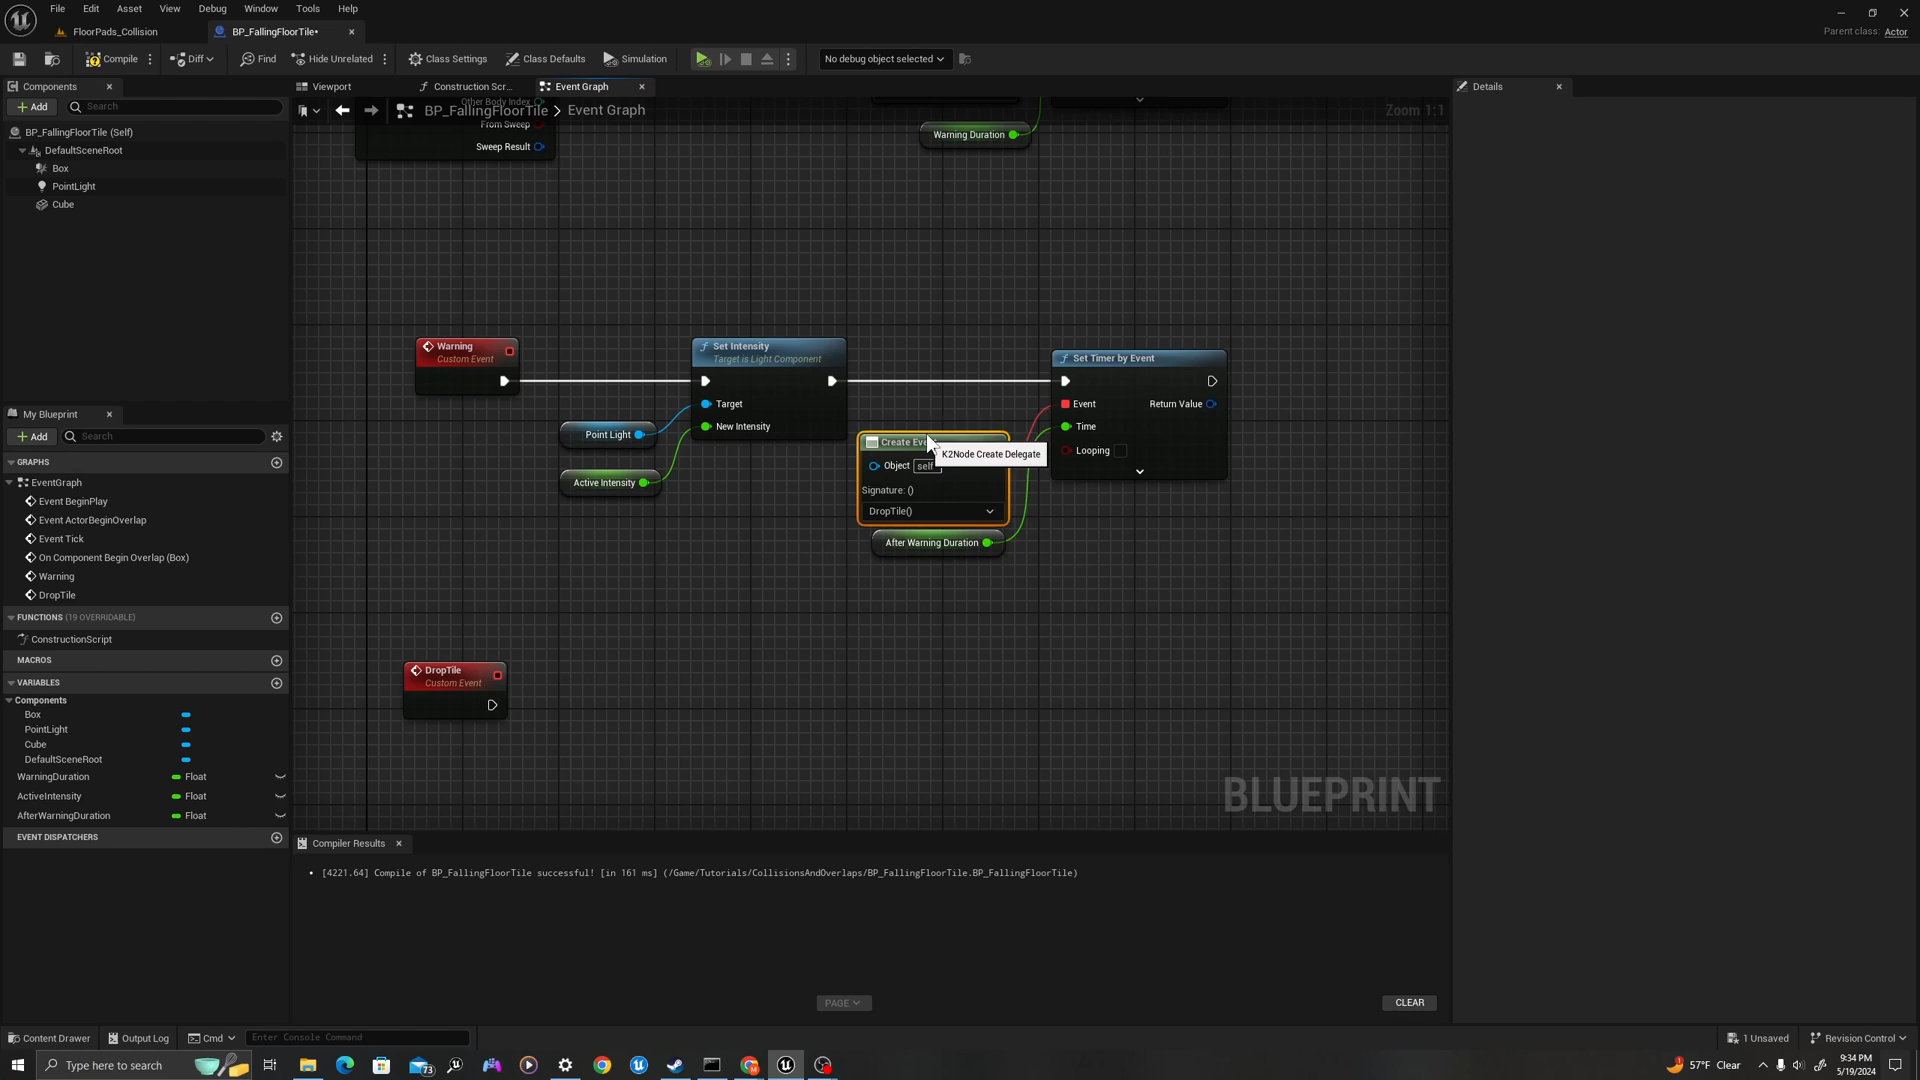 File Edit Asset View Debug Window Tools Help
FloorPads_Collision
BP_FallingFloorTile•
Parent class: Actor
Compile
Diff
Find
Hide Unrelated
Class Settings
Class Defaults
Simulation
No debug object selected
Components
Add
Search
BP_FallingFloorTile (Self)
DefaultSceneRoot
Box
PointLight
Cube
Viewport
Construction Scr...
Event Graph
Details
BP_FallingFloorTile > Event Graph
Zoom 1:1
Other Body Index
From Sweep
Sweep Result
Warning Duration
Warning
Custom Event
Set Intensity
Target is Light Component
Target
New Intensity
Point Light
Active Intensity
Set Timer by Event
Event
Return Value
Time
Looping
Create Eve
K2Node Create Delegate
Object self
Signature: ()
DropTile()
After Warning Duration
DropTile
Custom Event
BLUEPRINT
My Blueprint
Add
Search
GRAPHS
EventGraph
Event BeginPlay
Event ActorBeginOverlap
Event Tick
On Component Begin Overlap (Box)
Warning
DropTile
FUNCTIONS (19 OVERRIDABLE)
ConstructionScript
MACROS
VARIABLES
Components
Box
PointLight
Cube
DefaultSceneRoot
WarningDuration Float
ActiveIntensity Float
AfterWarningDuration Float
EVENT DISPATCHERS
Compiler Results
[4221.64] Compile of BP_FallingFloorTile successful! [in 161 ms] (/Game/Tutorials/CollisionsAndOverlaps/BP_FallingFloorTile.BP_FallingFloorTile)
PAGE
CLEAR
Content Drawer
Output Log
Cmd
Enter Console Command
1 Unsaved
Revision Control
Type here to search
73
57°F Clear
9:34 PM
5/19/2024